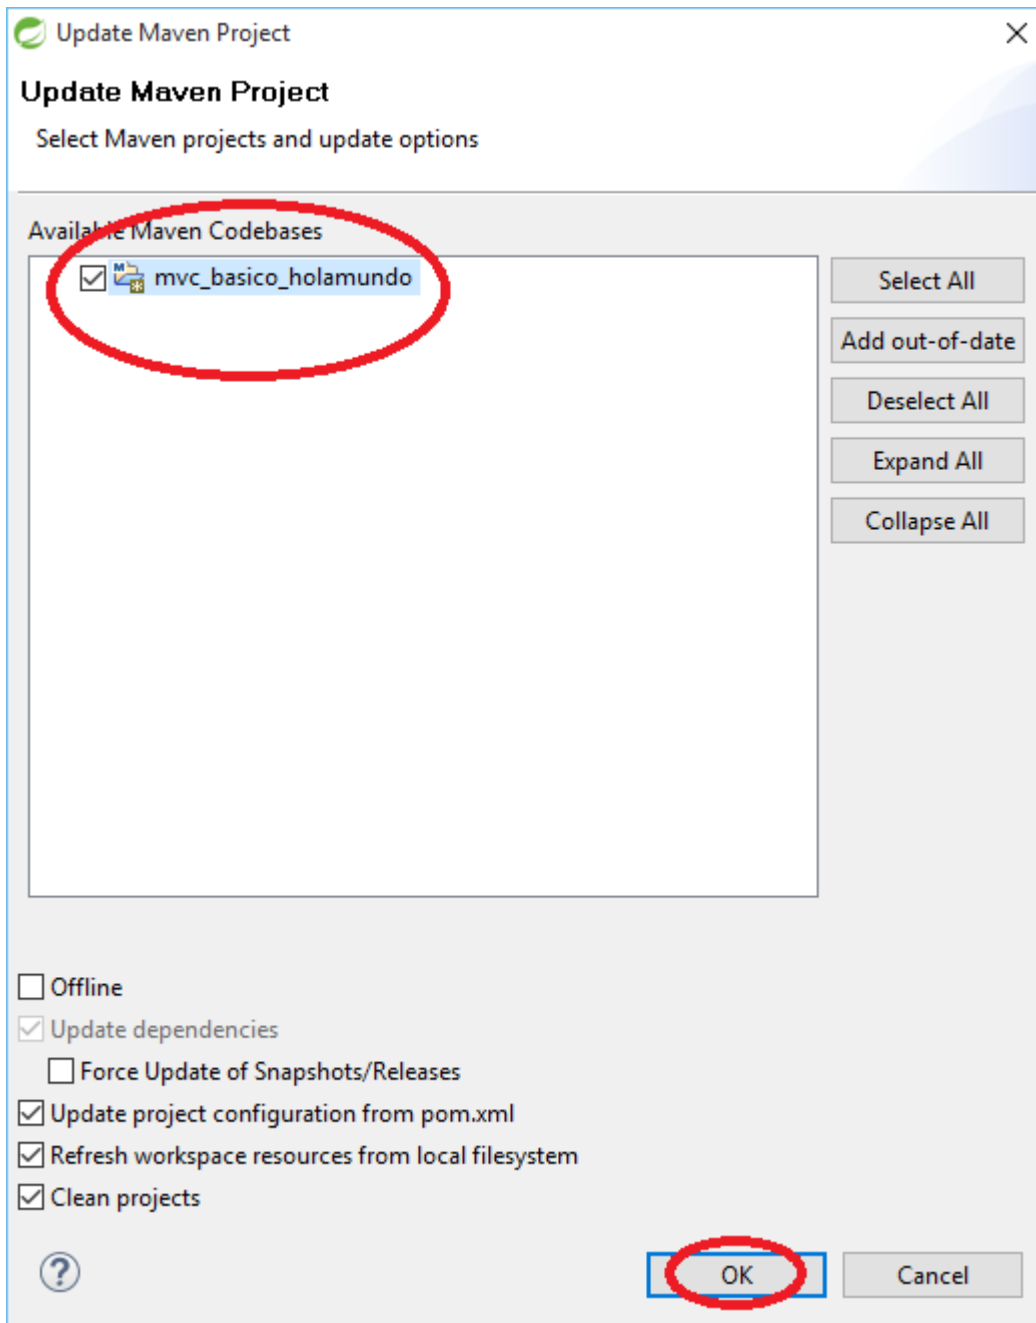 Update Maven Project
Update Maven Project
Select Maven projects and update options
Available Maven Codebases
mvc_basico_holamundo
Select All
Add out-of-date
Deselect All
Expand All
Collapse All
Offline
Update dependencies
Force Update of Snapshots/Releases
Update project configuration from pom.xml
Refresh workspace resources from local filesystem
Clean projects
?
OK
Cancel